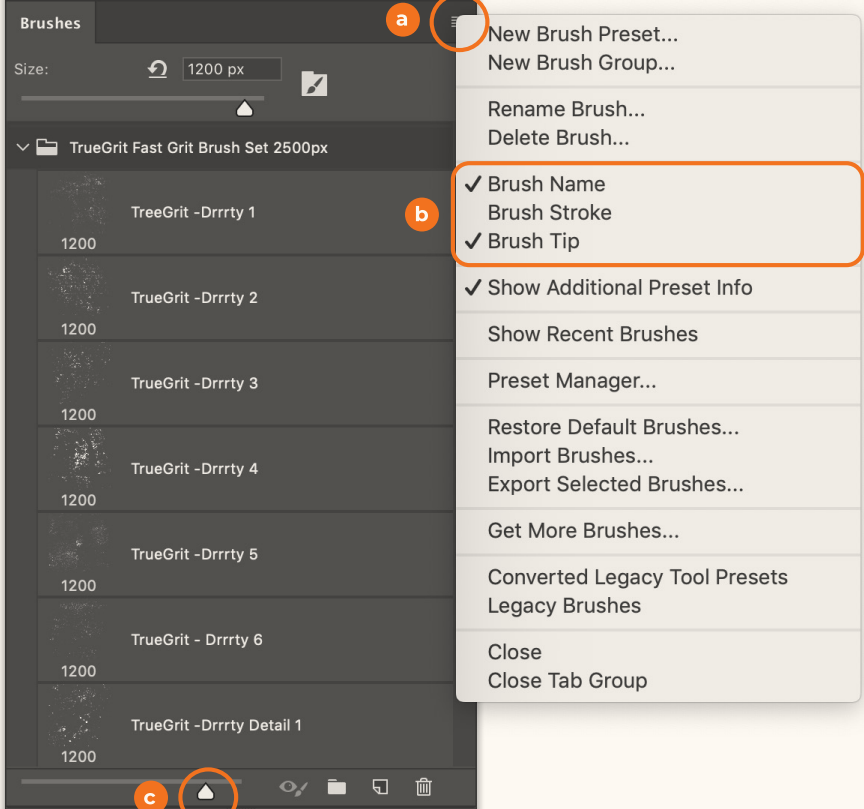 Brushes
a
Size:
1200 px
TrueGrit Fast Grit Brush Set 2500px
TreeGrit -Drrrty 1
1200
TrueGrit -Drrrty 2
1200
TrueGrit -Drrrty 3
1200
TrueGrit -Drrrty 4
1200
TrueGrit -Drrrty 5
1200
TrueGrit - Drrrty 6
1200
TrueGrit -Drrrty Detail 1
1200
c
New Brush Preset...
New Brush Group...
Rename Brush...
Delete Brush...
b
Brush Name
Brush Stroke
Brush Tip
Show Additional Preset Info
Show Recent Brushes
Preset Manager...
Restore Default Brushes...
Import Brushes...
Export Selected Brushes...
Get More Brushes...
Converted Legacy Tool Presets
Legacy Brushes
Close
Close Tab Group